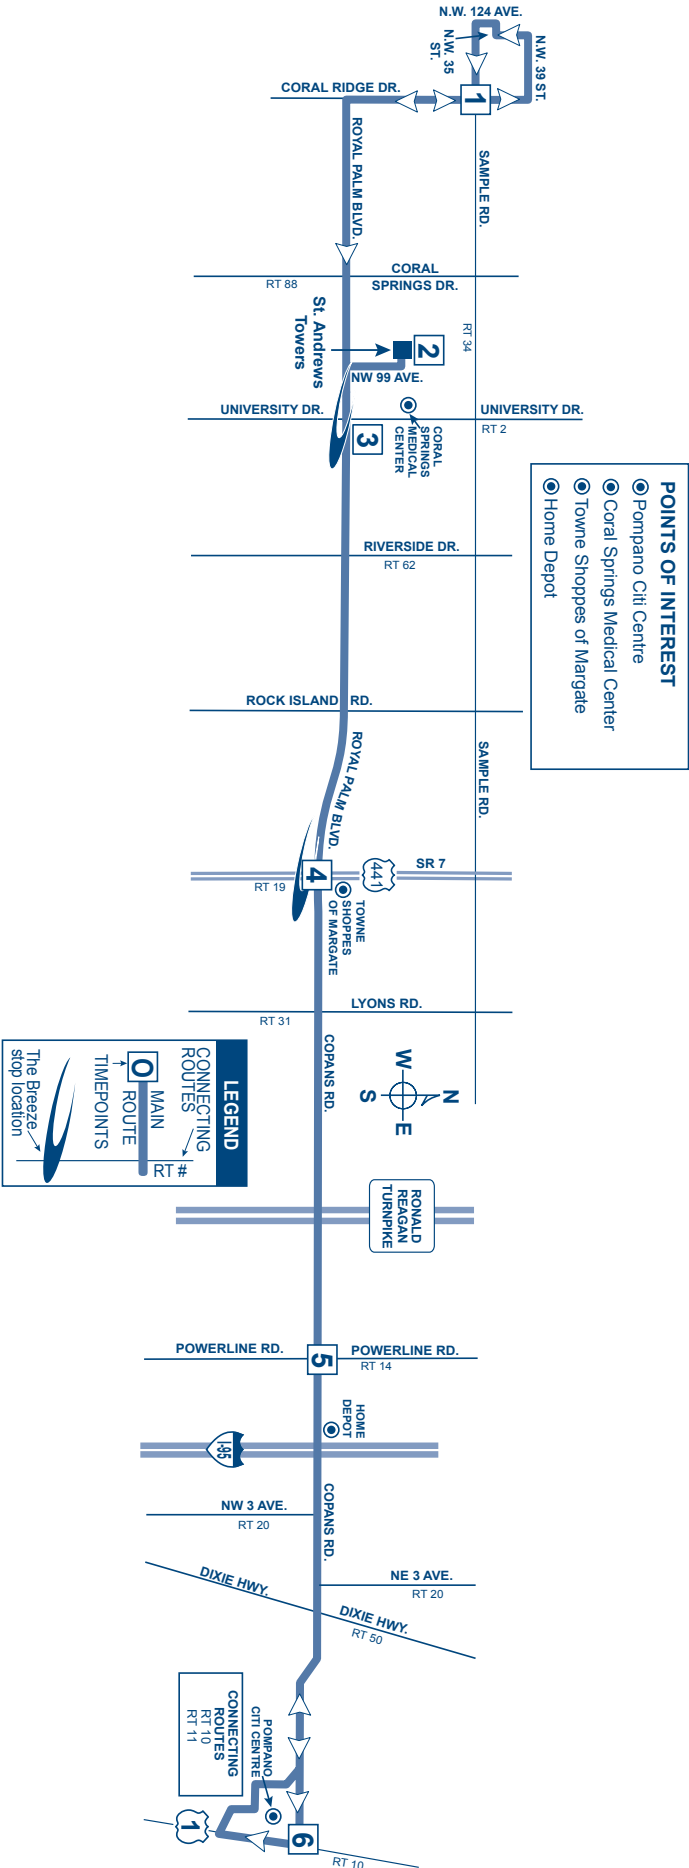 N.W. 124 AVE.
N.W. 35
ST.
N.W. 39 ST.
CORAL RIDGE DR.
1
ROYAL PALM BLVD.
SAMPLE RD.
CORAL
SPRINGS DR.
RT 88
RT 34
St. Andrews
Towers
2
NW 99 AVE.
UNIVERSITY DR.
UNIVERSITY DR.
RT 2
3
CORAL
SPRINGS
MEDICAL
CENTER
POINTS OF INTEREST
Pompano Citi Centre
Coral Springs Medical Center
Towne Shoppes of Margate
Home Depot
RIVERSIDE DR.
RT 62
ROCK ISLAND RD.
ROYAL PALM BLVD.
SAMPLE RD.
SR 7
441
4
RT 19
TOWNE
SHOPPES
OF MARGATE
LYONS RD.
RT 31
COPANS RD.
N
W
E
S
LEGEND
CONNECTING
ROUTES
RT #
O
MAIN
ROUTE
TIMEPOINTS
The Breeze
stop location
RONALD
REAGAN
TURNPIKE
POWERLINE RD.
5
POWERLINE RD.
RT 14
HOME
DEPOT
I-95
NW 3 AVE.
RT 20
COPANS RD.
NE 3 AVE.
RT 20
DIXIE HWY.
DIXIE HWY.
RT 50
CONNECTING
ROUTES
RT 10
RT 11
POMPANO
CITI CENTRE
6
1
RT 10